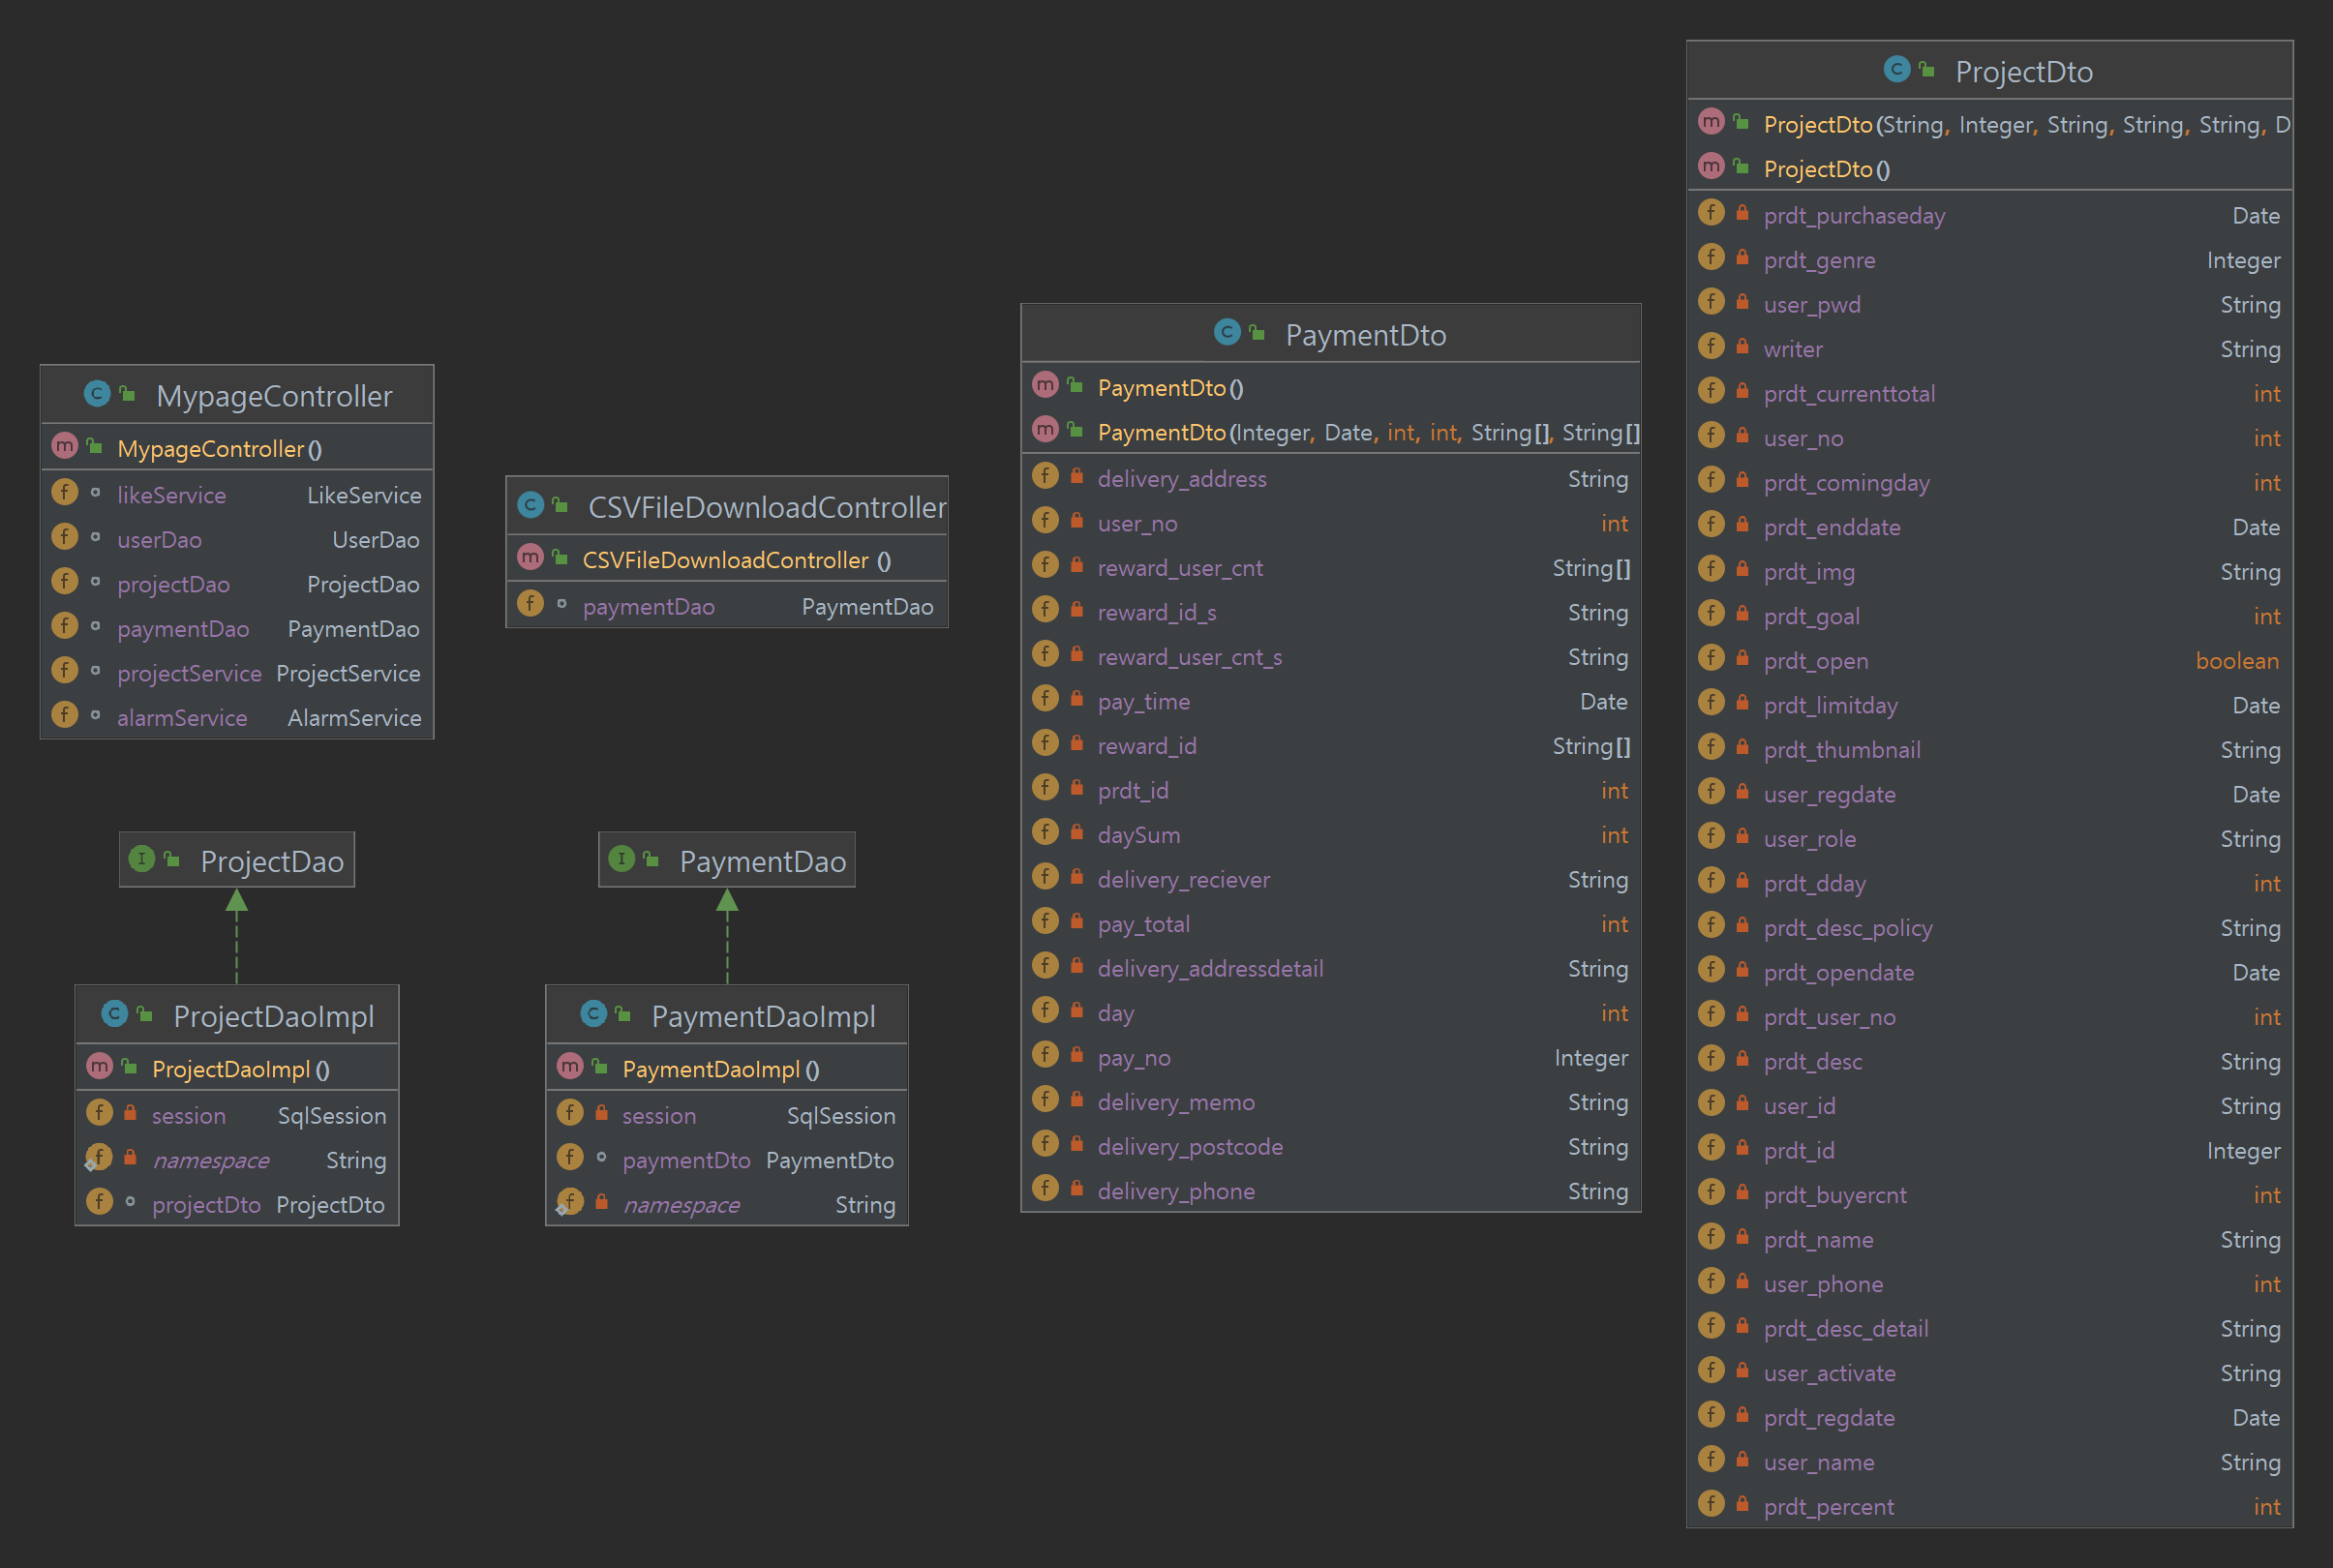 MypageController
MypageController()
likeService LikeService
userDao UserDao
projectDao ProjectDao
paymentDao PaymentDao
projectService ProjectService
alarmService AlarmService
CSVFileDownloadController
CSVFileDownloadController ()
paymentDao PaymentDao
ProjectDao
PaymentDao
ProjectDaoImpl
ProjectDaoImpl()
session SqlSession
namespace String
projectDto ProjectDto
PaymentDaoImpl
PaymentDaoImpl()
session SqlSession
paymentDto PaymentDto
namespace String
PaymentDto
PaymentDto()
PaymentDto(Integer, Date, int, int, String[], String[]
delivery_address String
user_no int
reward_user_cnt String[]
reward_id_s String
reward_user_cnt_s String
pay_time Date
reward_id String[]
prdt_id int
daySum int
delivery_reciever String
pay_total int
delivery_addressdetail String
day int
pay_no Integer
delivery_memo String
delivery_postcode String
delivery_phone String
ProjectDto
ProjectDto(String, Integer, String, String, String, D
ProjectDto()
prdt_purchaseday Date
prdt_genre Integer
user_pwd String
writer String
prdt_currenttotal int
user_no int
prdt_comingday int
prdt_enddate Date
prdt_img String
prdt_goal int
prdt_open boolean
prdt_limitday Date
prdt_thumbnail String
user_regdate Date
user_role String
prdt_dday int
prdt_desc_policy String
prdt_opendate Date
prdt_user_no int
prdt_desc String
user_id String
prdt_id Integer
prdt_buyercnt int
prdt_name String
user_phone int
prdt_desc_detail String
user_activate String
prdt_regdate Date
user_name String
prdt_percent int